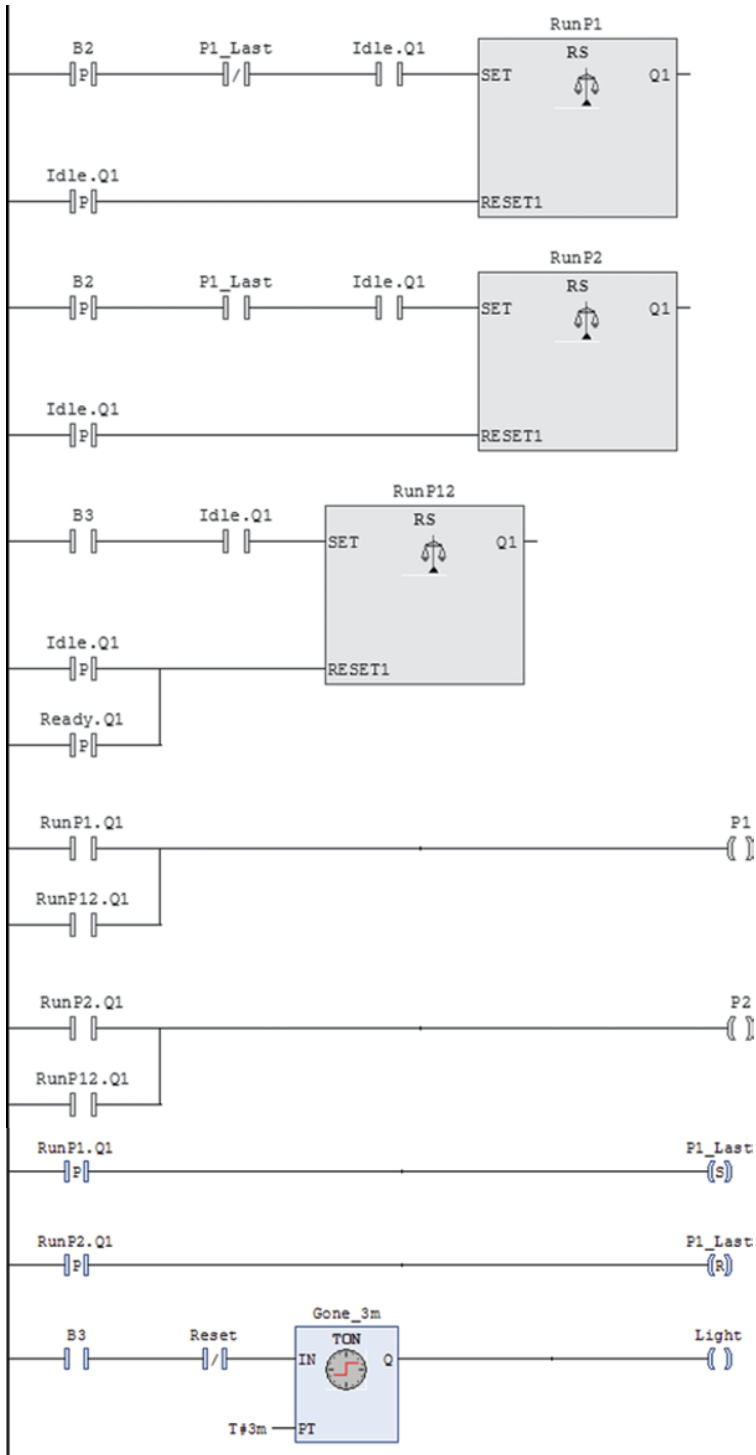 RunP1
B2 P1_Last Idle.Q1 RS
P / SET Q1
Idle.Q1
P RESET1
RunP2
B2 P1_Last Idle.Q1 RS
P SET Q1
Idle.Q1
P RESET1
RunP12
B3 Idle.Q1 RS
SET Q1
Idle.Q1
P RESET1
Ready.Q1
P
RunP1.Q1 P1
RunP12.Q1
RunP2.Q1 P2
RunP12.Q1
RunP1.Q1 P1_Last
P S
RunP2.Q1 P1_Last
P R
Gone_3m
B3 Reset TON Light
/ IN Q
T#3m PT